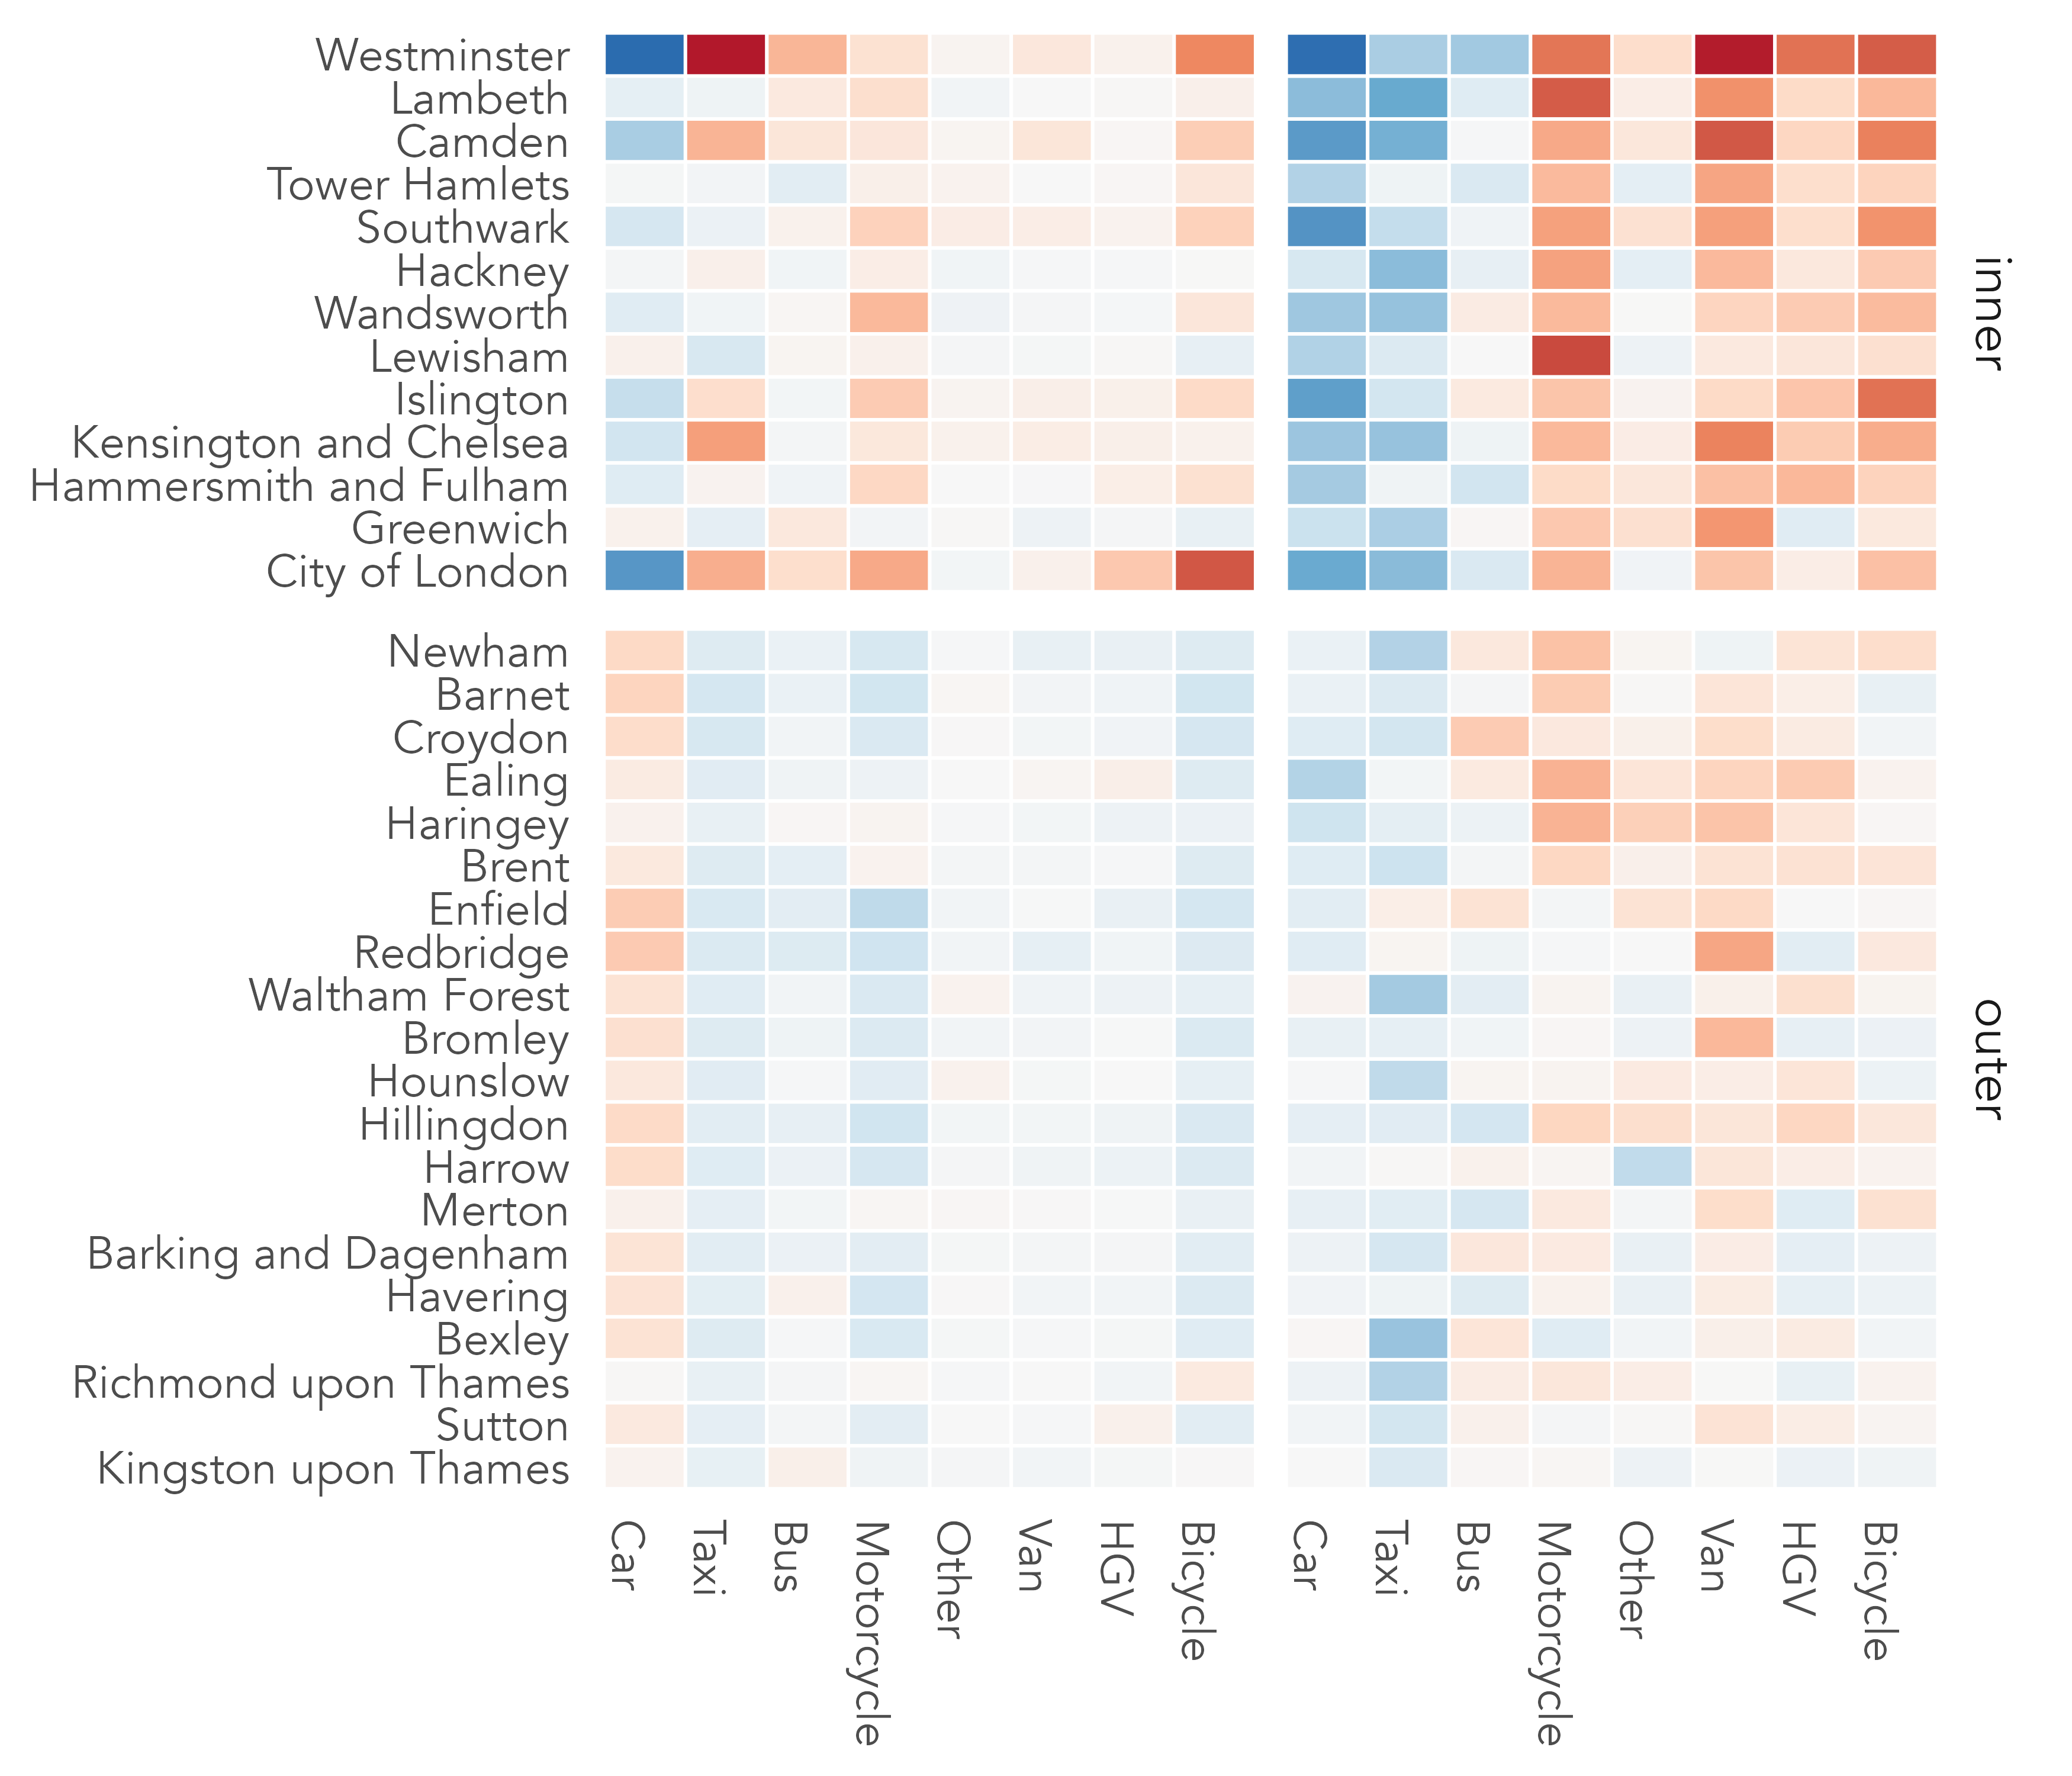 Westminster
Lambeth
Camden
Tower Hamlets
Southwark
Hackney
Wandsworth
Lewisham
Islington
Kensington and Chelsea
Hammersmith and Fulham
Greenwich
City of London
inner
Newham
Barnet
Croydon
Ealing
Haringey
Brent
Enfield
Redbridge
Waltham Forest
Bromley
Hounslow
Hillingdon
Harrow
Merton
Barking and Dagenham
Havering
Bexley
Richmond upon Thames
Sutton
Kingston upon Thames
outer
Car
Taxi
Bus
Motorcycle
Other
Van
HGV
Bicycle
Car
Taxi
Bus
Motorcycle
Other
Van
HGV
Bicycle